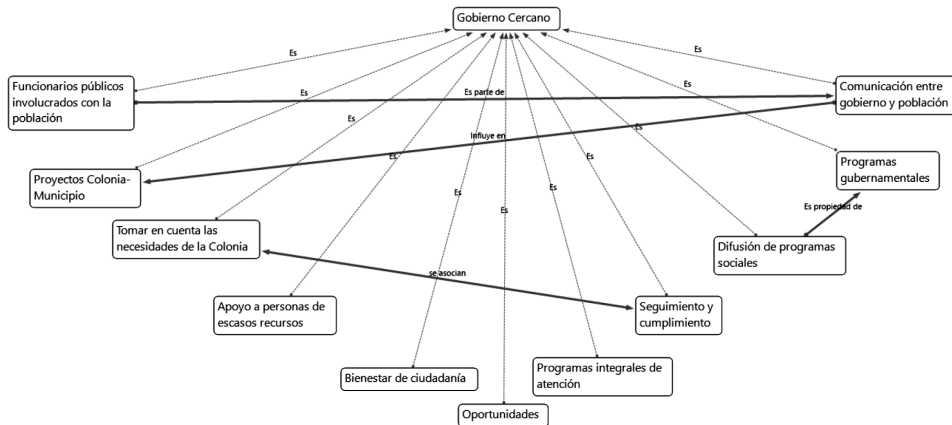 Gobierno Cercano
Es
Es
Funcionarios públicos
involucrados con la
población
Es parte de
Comunicación entre
gobierno y población
Es
Es
Es
Es
Influye en
Es
Es
Es
Proyectos Colonia-
Municipio
Programas
gubernamentales
Es
Es
Es
Es propiedad de
Tomar en cuenta las
necesidades de la Colonia
Difusión de programas
sociales
se asocian
Apoyo a personas de
escasos recursos
Seguimiento y
cumplimiento
Bienestar de ciudadanía
Programas integrales de
atención
Oportunidades